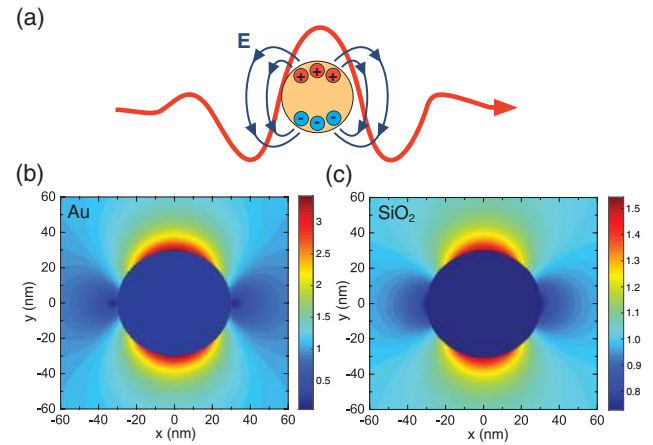 (a)
E
+ + +
- - -
(b)
Au
60
40
20
0
-20
-40
-60
y (nm)
-60 -40 -20 0 20 40 60
x (nm)
3
2.5
2
1.5
1
0.5
(c)
SiO₂
60
40
20
0
-20
-40
-60
y (nm)
-60 -40 -20 0 20 40 60
x (nm)
1.5
1.4
1.3
1.2
1.1
1.0
0.9
0.8